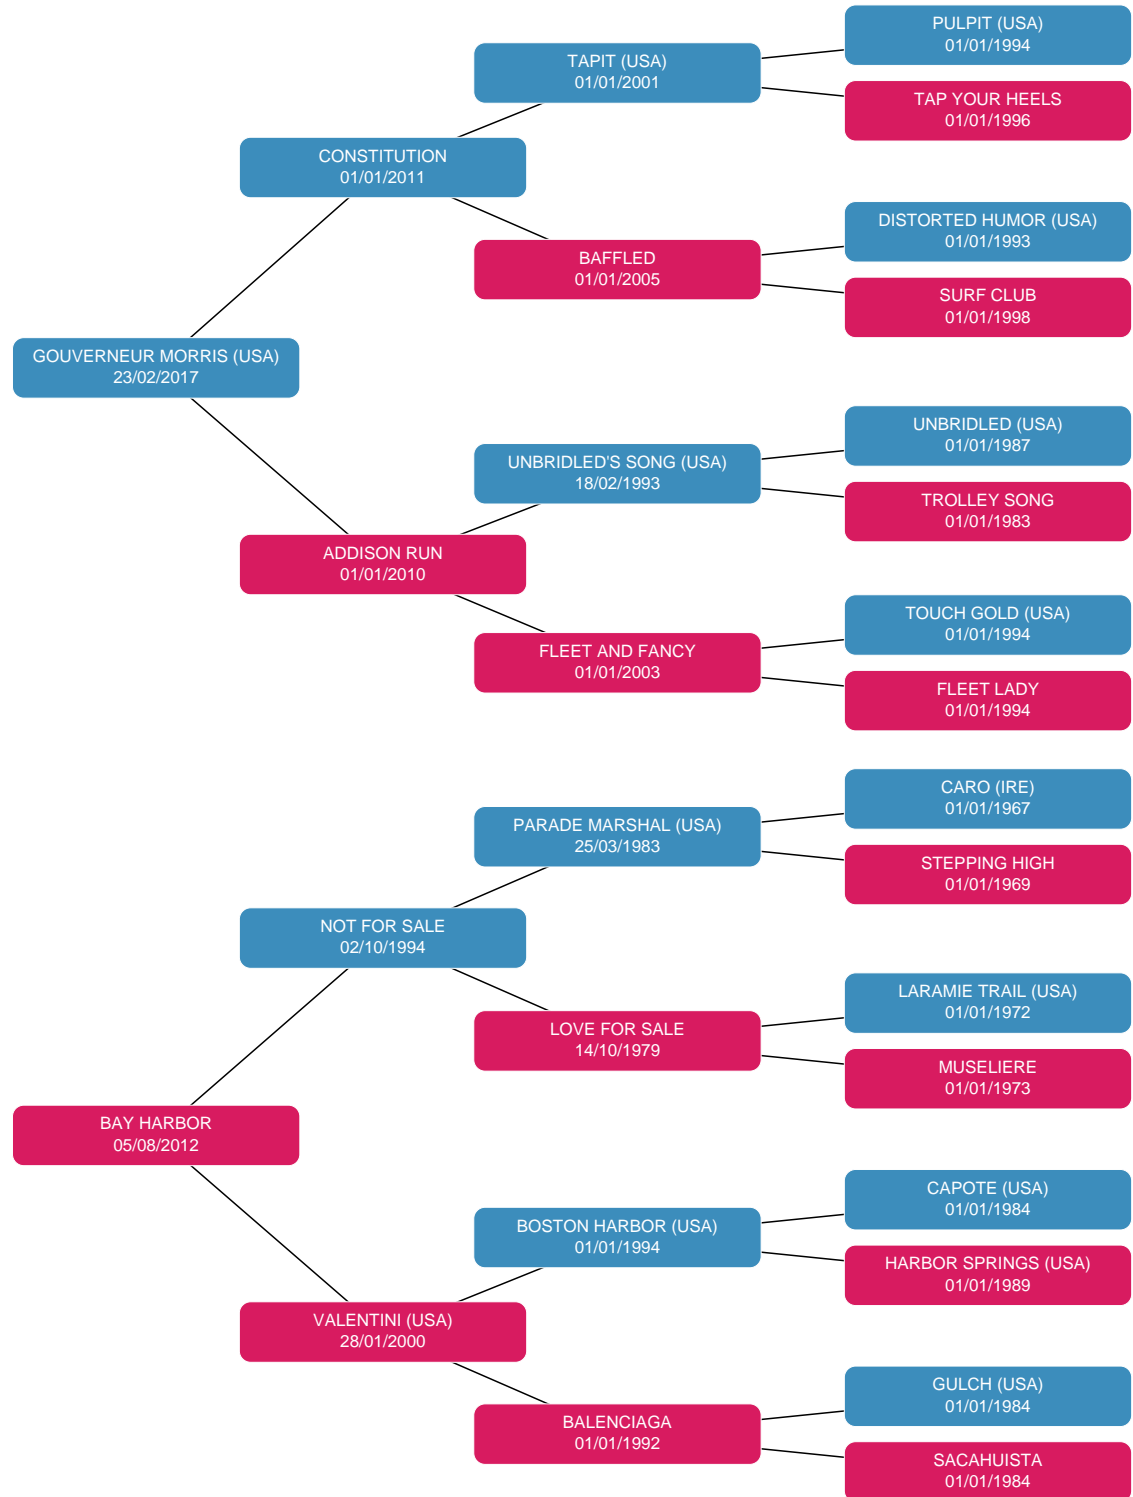 PULPIT (USA)
01/01/1994
TAPIT (USA)
01/01/2001
TAP YOUR HEELS
01/01/1996
CONSTITUTION
01/01/2011
DISTORTED HUMOR (USA)
01/01/1993
BAFFLED
01/01/2005
SURF CLUB
01/01/1998
GOUVERNEUR MORRIS (USA)
23/02/2017
UNBRIDLED (USA)
01/01/1987
UNBRIDLED'S SONG (USA)
18/02/1993
TROLLEY SONG
01/01/1983
ADDISON RUN
01/01/2010
TOUCH GOLD (USA)
01/01/1994
FLEET AND FANCY
01/01/2003
FLEET LADY
01/01/1994
CARO (IRE)
01/01/1967
PARADE MARSHAL (USA)
25/03/1983
STEPPING HIGH
01/01/1969
NOT FOR SALE
02/10/1994
LARAMIE TRAIL (USA)
01/01/1972
LOVE FOR SALE
14/10/1979
MUSELIERE
01/01/1973
BAY HARBOR
05/08/2012
CAPOTE (USA)
01/01/1984
BOSTON HARBOR (USA)
01/01/1994
HARBOR SPRINGS (USA)
01/01/1989
VALENTINI (USA)
28/01/2000
GULCH (USA)
01/01/1984
BALENCIAGA
01/01/1992
SACAHUISTA
01/01/1984